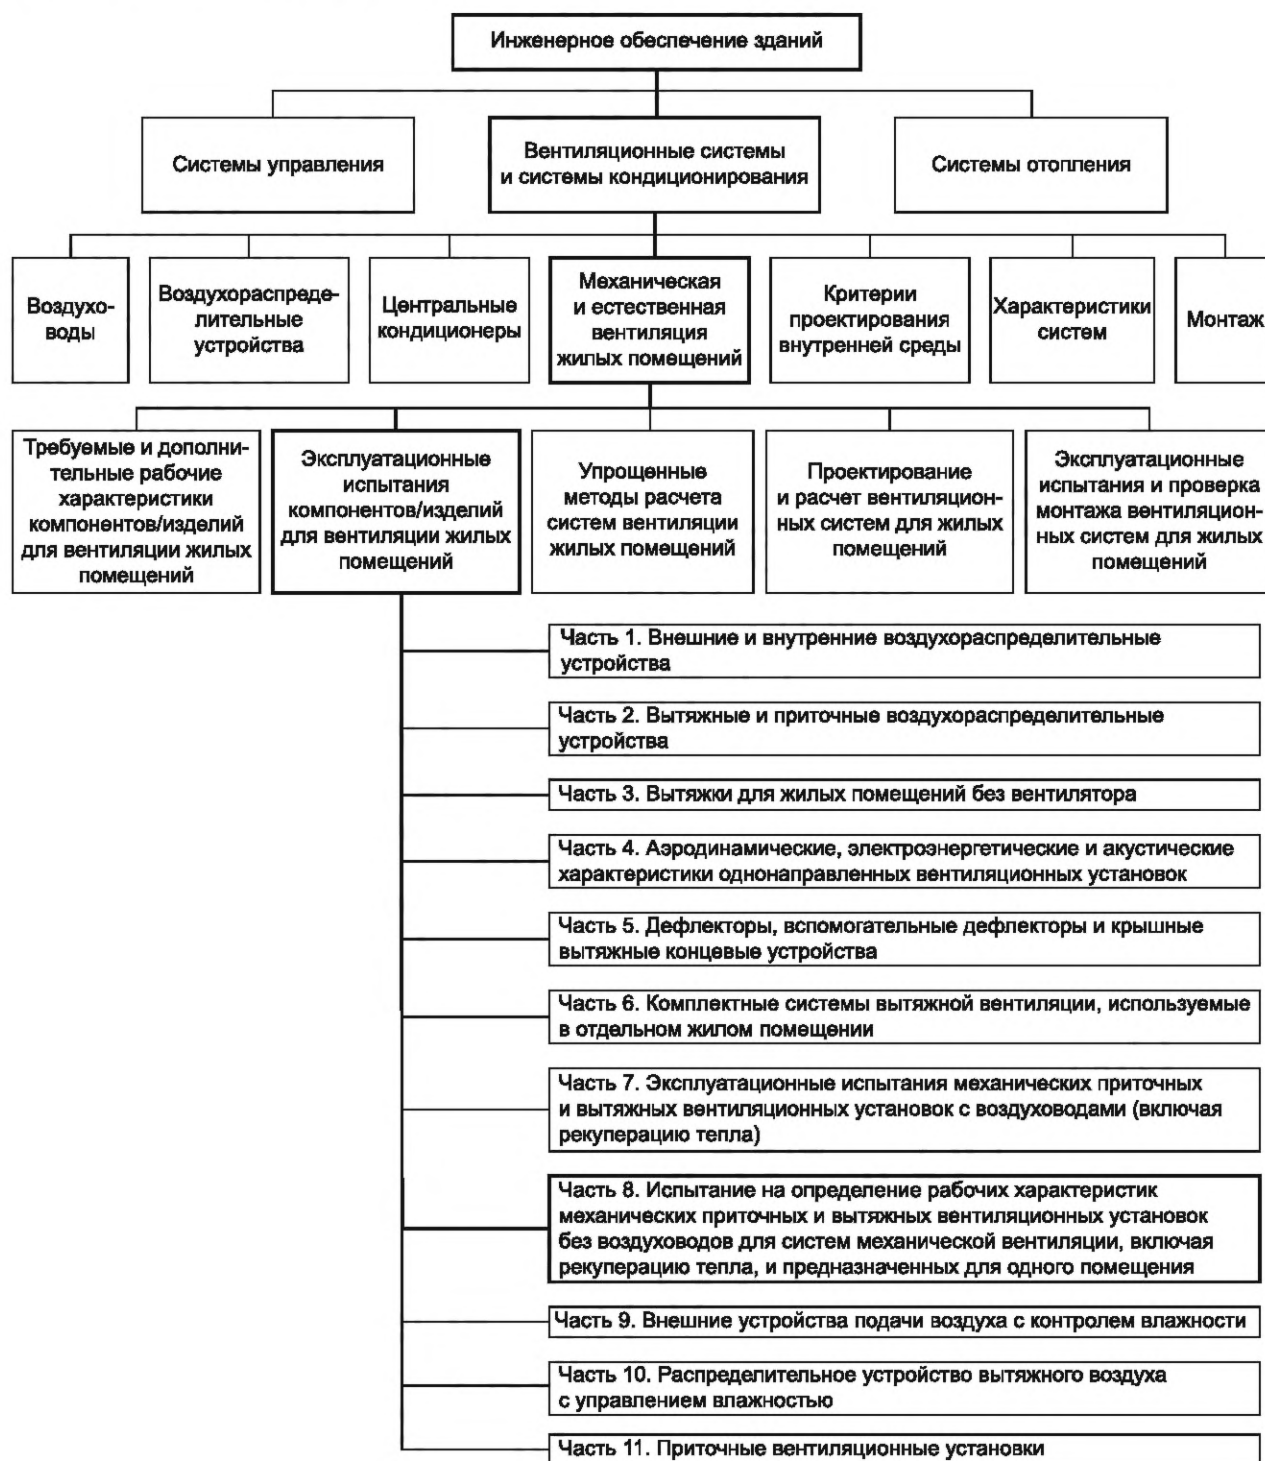 Инженерное обеспечение зданий
Системы управления
Вентиляционные системы
и системы кондиционирования
Системы отопления
Воздухо-
воды
Воздухораспреде-
лительные
устройства
Центральные
кондиционеры
Механическая
и естественная
вентиляция
жилых помещений
Критерии
проектирования
внутренней среды
Характеристики
систем
Монтаж
Требуемые и дополни-
тельные рабочие
характеристики
компонентов/изделий
для вентиляции жилых
помещений
Эксплуатационные
испытания
компонентов/изделий
для вентиляции жилых
помещений
Упрощенные
методы расчета
систем вентиляции
жилых помещений
Проектирование
и расчет вентиляцион-
ных систем для жилых
помещений
Эксплуатационные
испытания и проверка
монтажа вентиляцион-
ных систем для жилых
помещений
Часть 1. Внешние и внутренние воздухораспределительные
устройства
Часть 2. Вытяжные и приточные воздухораспределительные
устройства
Часть 3. Вытяжки для жилых помещений без вентилятора
Часть 4. Аэродинамические, электроэнергетические и акустические
характеристики однонаправленных вентиляционных установок
Часть 5. Дефлекторы, вспомогательные дефлекторы и крышные
вытяжные концевые устройства
Часть 6. Комплектные системы вытяжной вентиляции, используемые
в отдельном жилом помещении
Часть 7. Эксплуатационные испытания механических приточных
и вытяжных вентиляционных установок с воздуховодами (включая
рекуперацию тепла)
Часть 8. Испытание на определение рабочих характеристик
механических приточных и вытяжных вентиляционных установок
без воздуховодов для систем механической вентиляции, включая
рекуперацию тепла, и предназначенных для одного помещения
Часть 9. Внешние устройства подачи воздуха с контролем влажности
Часть 10. Распределительное устройство вытяжного воздуха
с управлением влажностью
Часть 11. Приточные вентиляционные установки